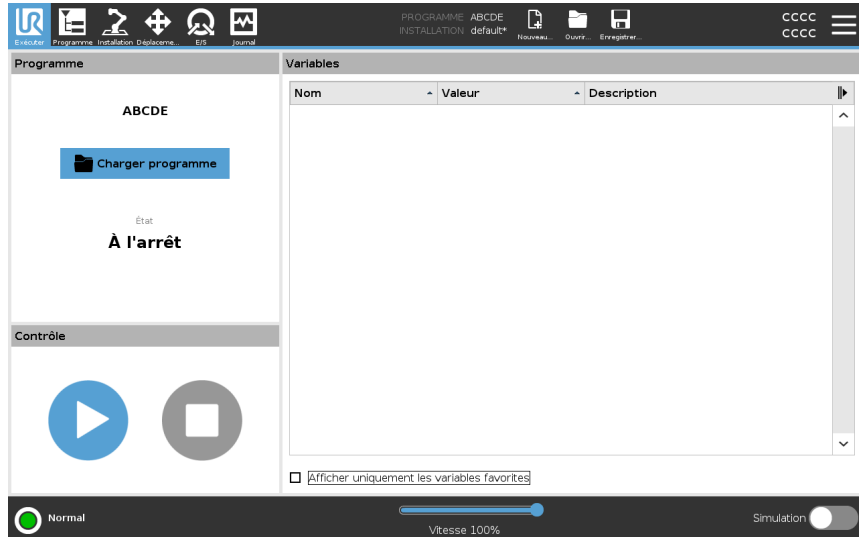 PROGRAMME ABCDE
INSTALLATION default*
CCCC
CCCC
Exécuter Programme Installation Déplaceme... E/S Journal
Nouveau... Ouvrir... Enregistrer...
Programme
ABCDE
Charger programme
État
À l'arrêt
Contrôle
Variables
Nom Valeur Description
Afficher uniquement les variables favorites
Normal
Vitesse 100%
Simulation